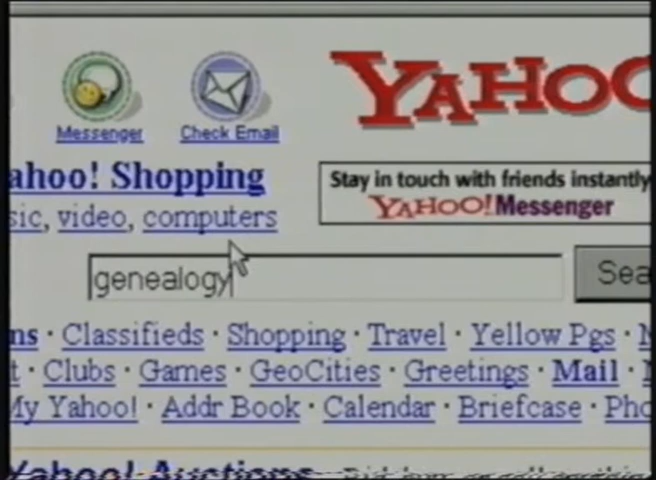 YAHOO
Messenger
Check Email
ahoo! Shopping
sic, video, computers
Stay in touch with friends instantly
YAHOO! Messenger
genealogy
Sea
ns · Classifieds · Shopping · Travel · Yellow Pgs · N
t · Clubs · Games · GeoCities · Greetings · Mail ·
My Yahoo! · Addr Book · Calendar · Briefcase · Pho
Yahoo! Auctions